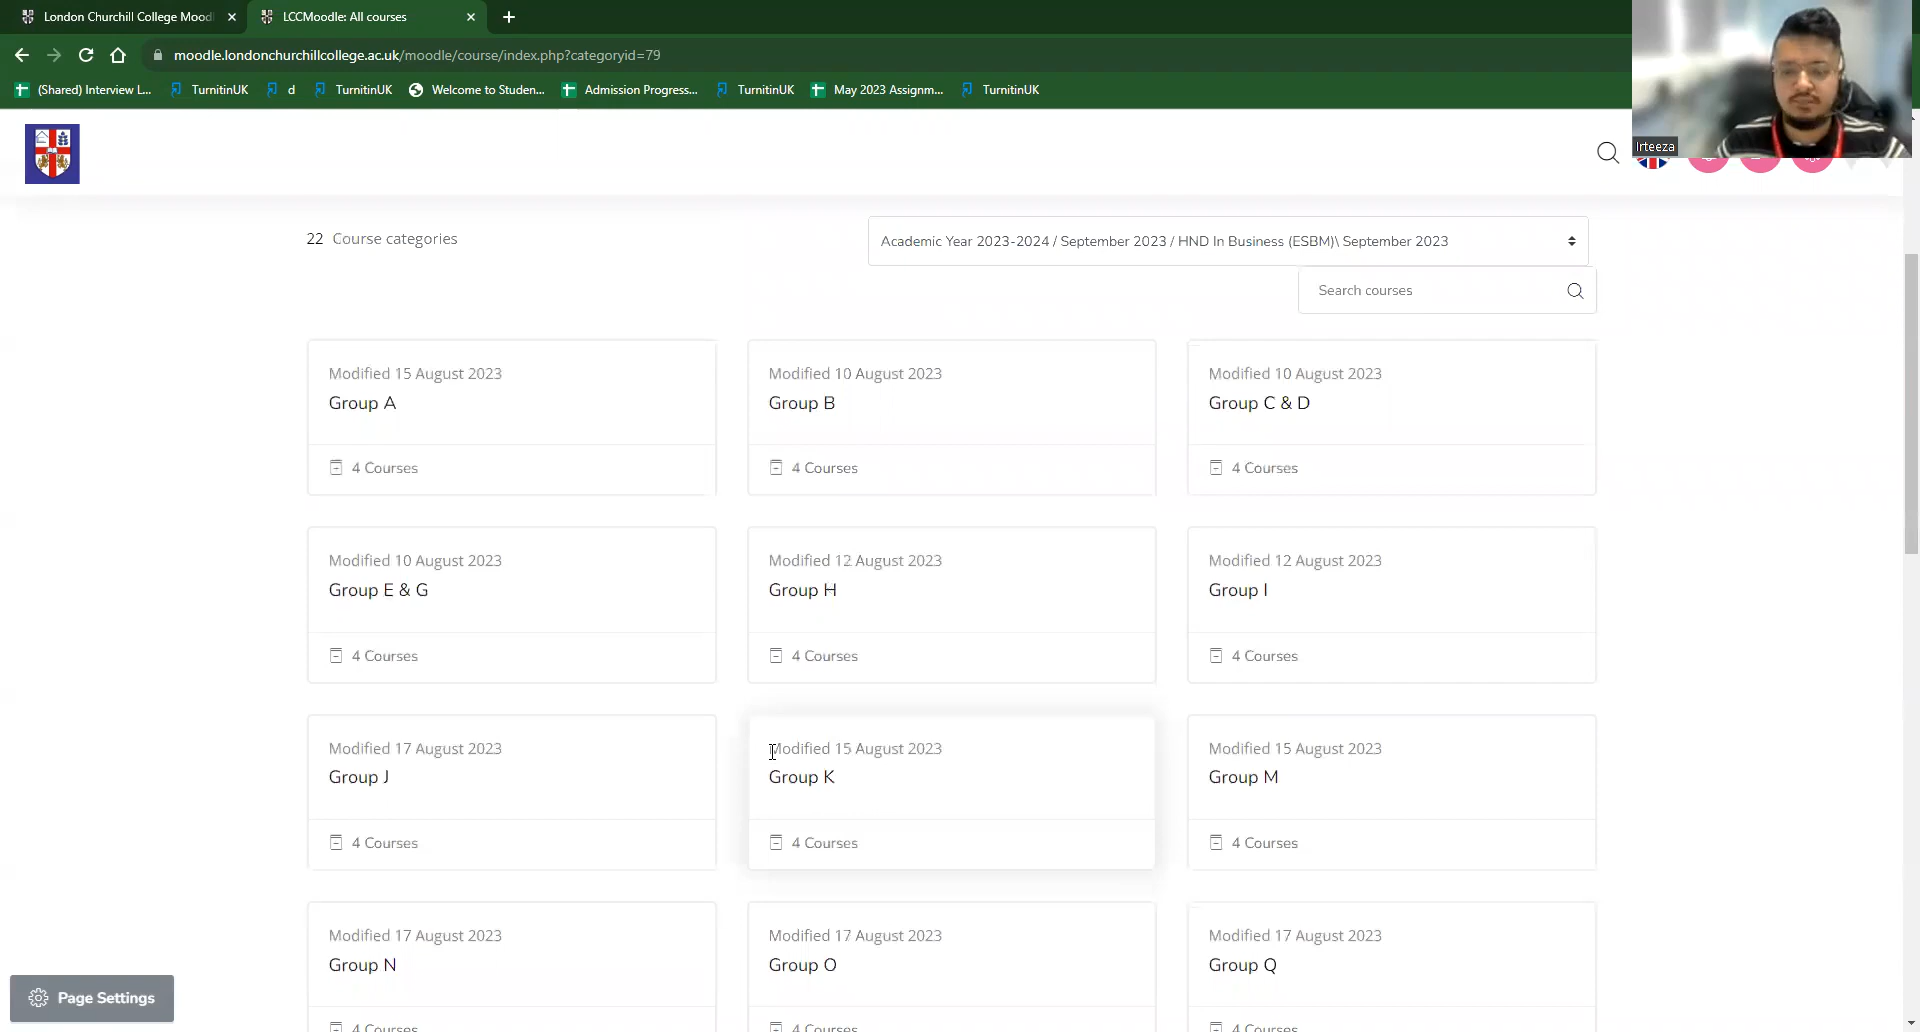 London Churchill College Mood
LCCMoodle: All courses
moodle.londonchurchillcollege.ac.uk/moodle/course/index.php?categoryid=79
(Shared) Interview L...
TurnitinUK
d
TurnitinUK
Welcome to Studen...
Admission Progress...
TurnitinUK
May 2023 Assignm...
TurnitinUK
Irteeza
22 Course categories
Academic Year 2023-2024 / September 2023 / HND In Business (ESBM)\ September 2023
Search courses
Modified 15 August 2023
Group A
4 Courses
Modified 10 August 2023
Group B
4 Courses
Modified 10 August 2023
Group C & D
4 Courses
Modified 10 August 2023
Group E & G
4 Courses
Modified 12 August 2023
Group H
4 Courses
Modified 12 August 2023
Group I
4 Courses
Modified 17 August 2023
Group J
4 Courses
Modified 15 August 2023
Group K
4 Courses
Modified 15 August 2023
Group M
4 Courses
Modified 17 August 2023
Group N
4 Courses
Modified 17 August 2023
Group O
4 Courses
Modified 17 August 2023
Group Q
4 Courses
Page Settings